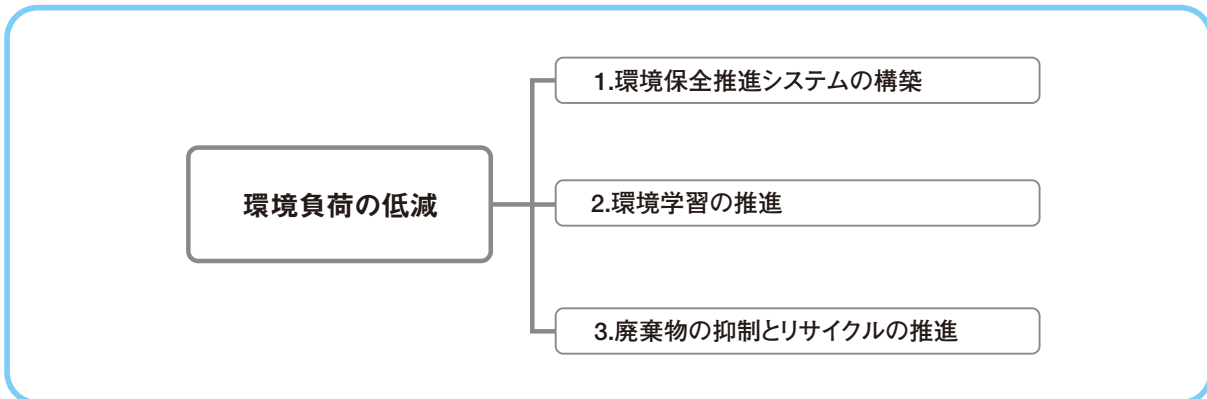 環境負荷の低減
1.環境保全推進システムの構築
2.環境学習の推進
3.廃棄物の抑制とリサイクルの推進